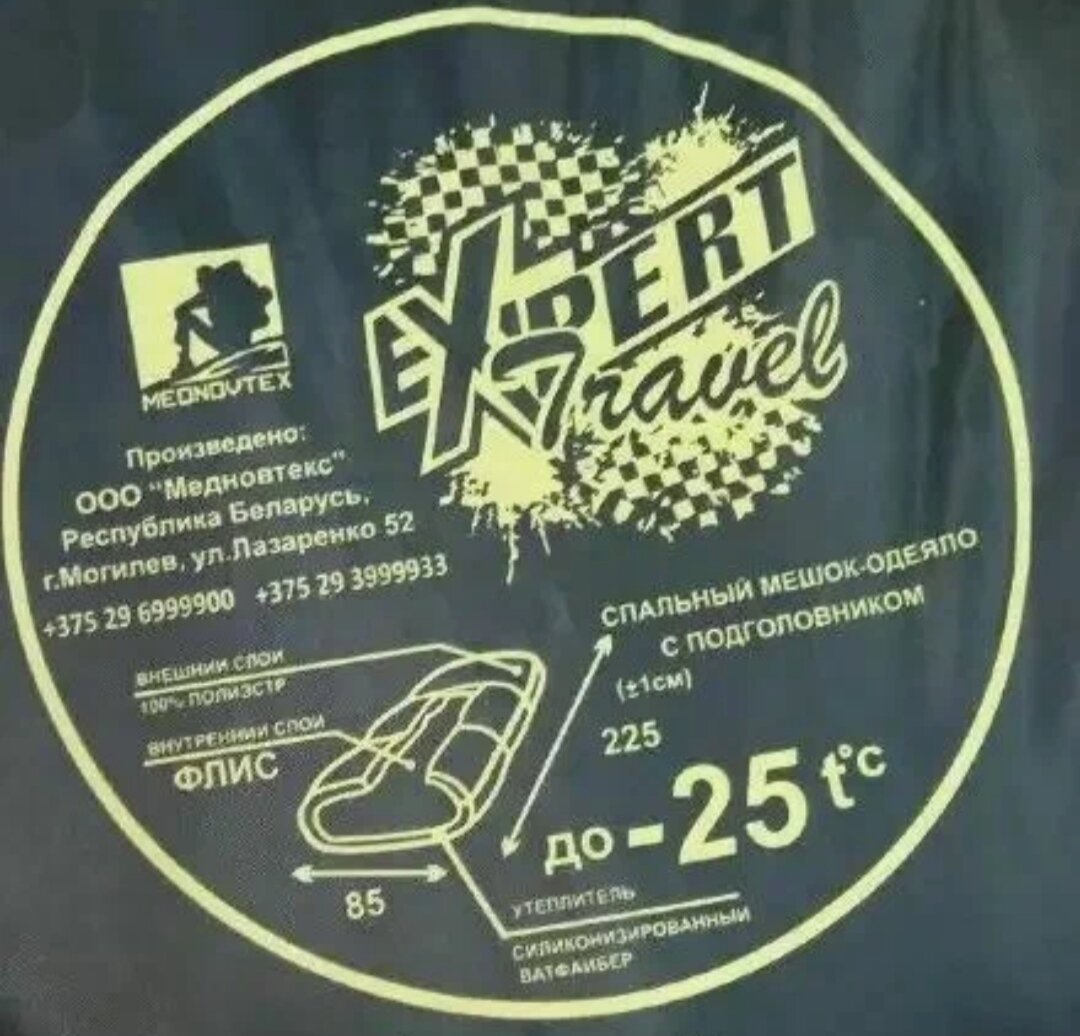 EXPERT
Travel
MEDNOVTEX
Произведено:
ООО "Медновтекс"
Республика Беларусь,
г.Могилев, ул.Лазаренко 52
+375 29 6999900 +375 29 3999933
СПАЛЬНЫЙ МЕШОК-ОДЕЯЛО
С ПОДГОЛОВНИКОМ
(±1см)
225
ВНЕШНИЙ СЛОЙ
100% ПОЛИЭСТР
ВНУТРЕННИЙ СЛОЙ
ФЛИС
до -25 t°c
85
УТЕПЛИТЕЛЬ
СИЛИКОНИЗИРОВАННЫЙ
ВАТФАЙБЕР